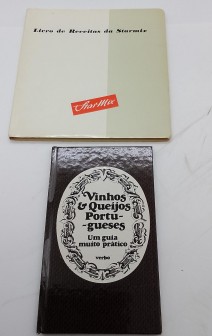 Livro de Receitas da Starmix
StarMix
Vinhos
& Queijos
Portu-
-gueses
Um guia
muito prático
verbo